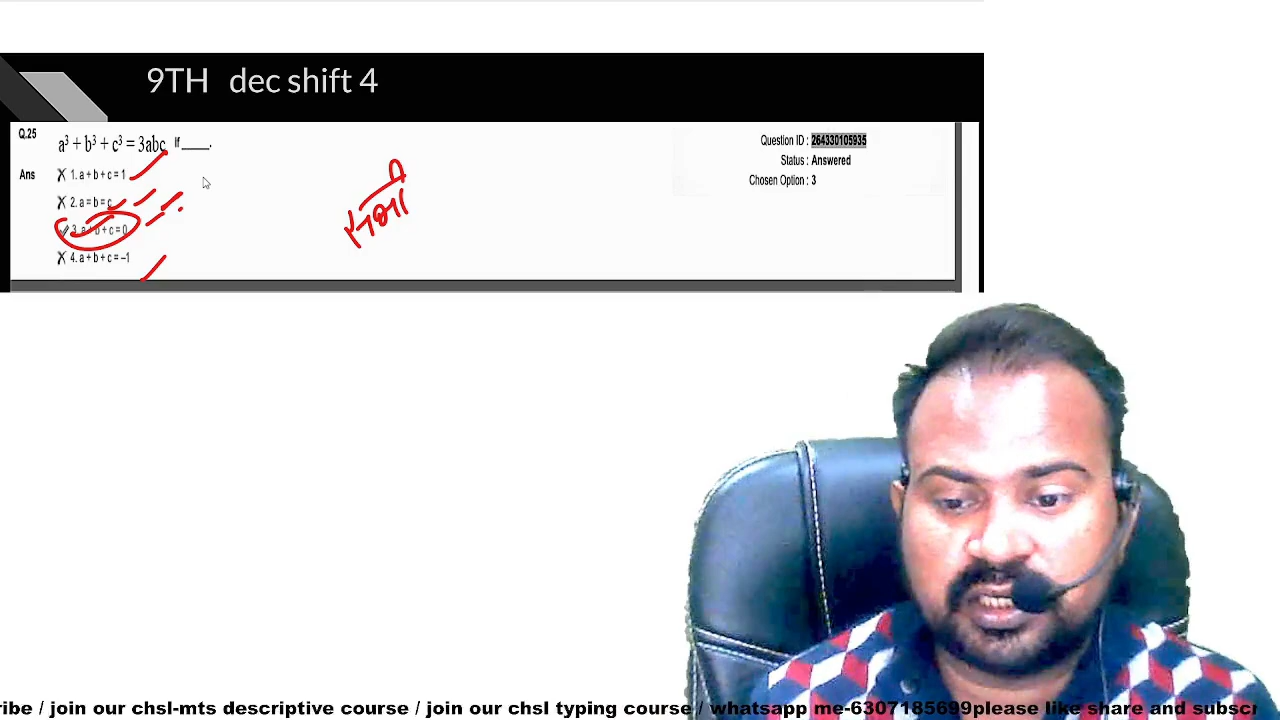 9TH dec shift 4
Q.25 a³ + b³ + c³ = 3abc If ____.
Ans 1. a + b + c = 1
2. a = b = c
3. a + b + c = 0
4. a + b + c = –1
Question ID : 264330105935
Status : Answered
Chosen Option : 3
ribe / join our chsl-mts descriptive course / join our chsl typing course / whatsapp me-6307185699please like share and subscr